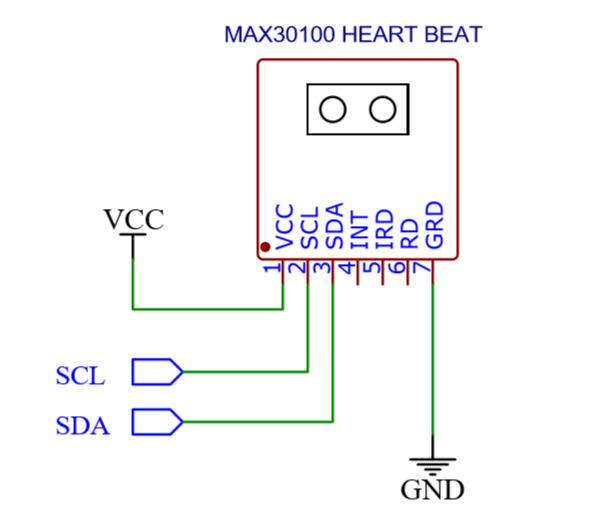 MAX30100 HEART BEAT
VCC
SCL
SDA
INT
IRD
RD
GRD
1
2
3
4
5
6
7
VCC
SCL
SDA
GND